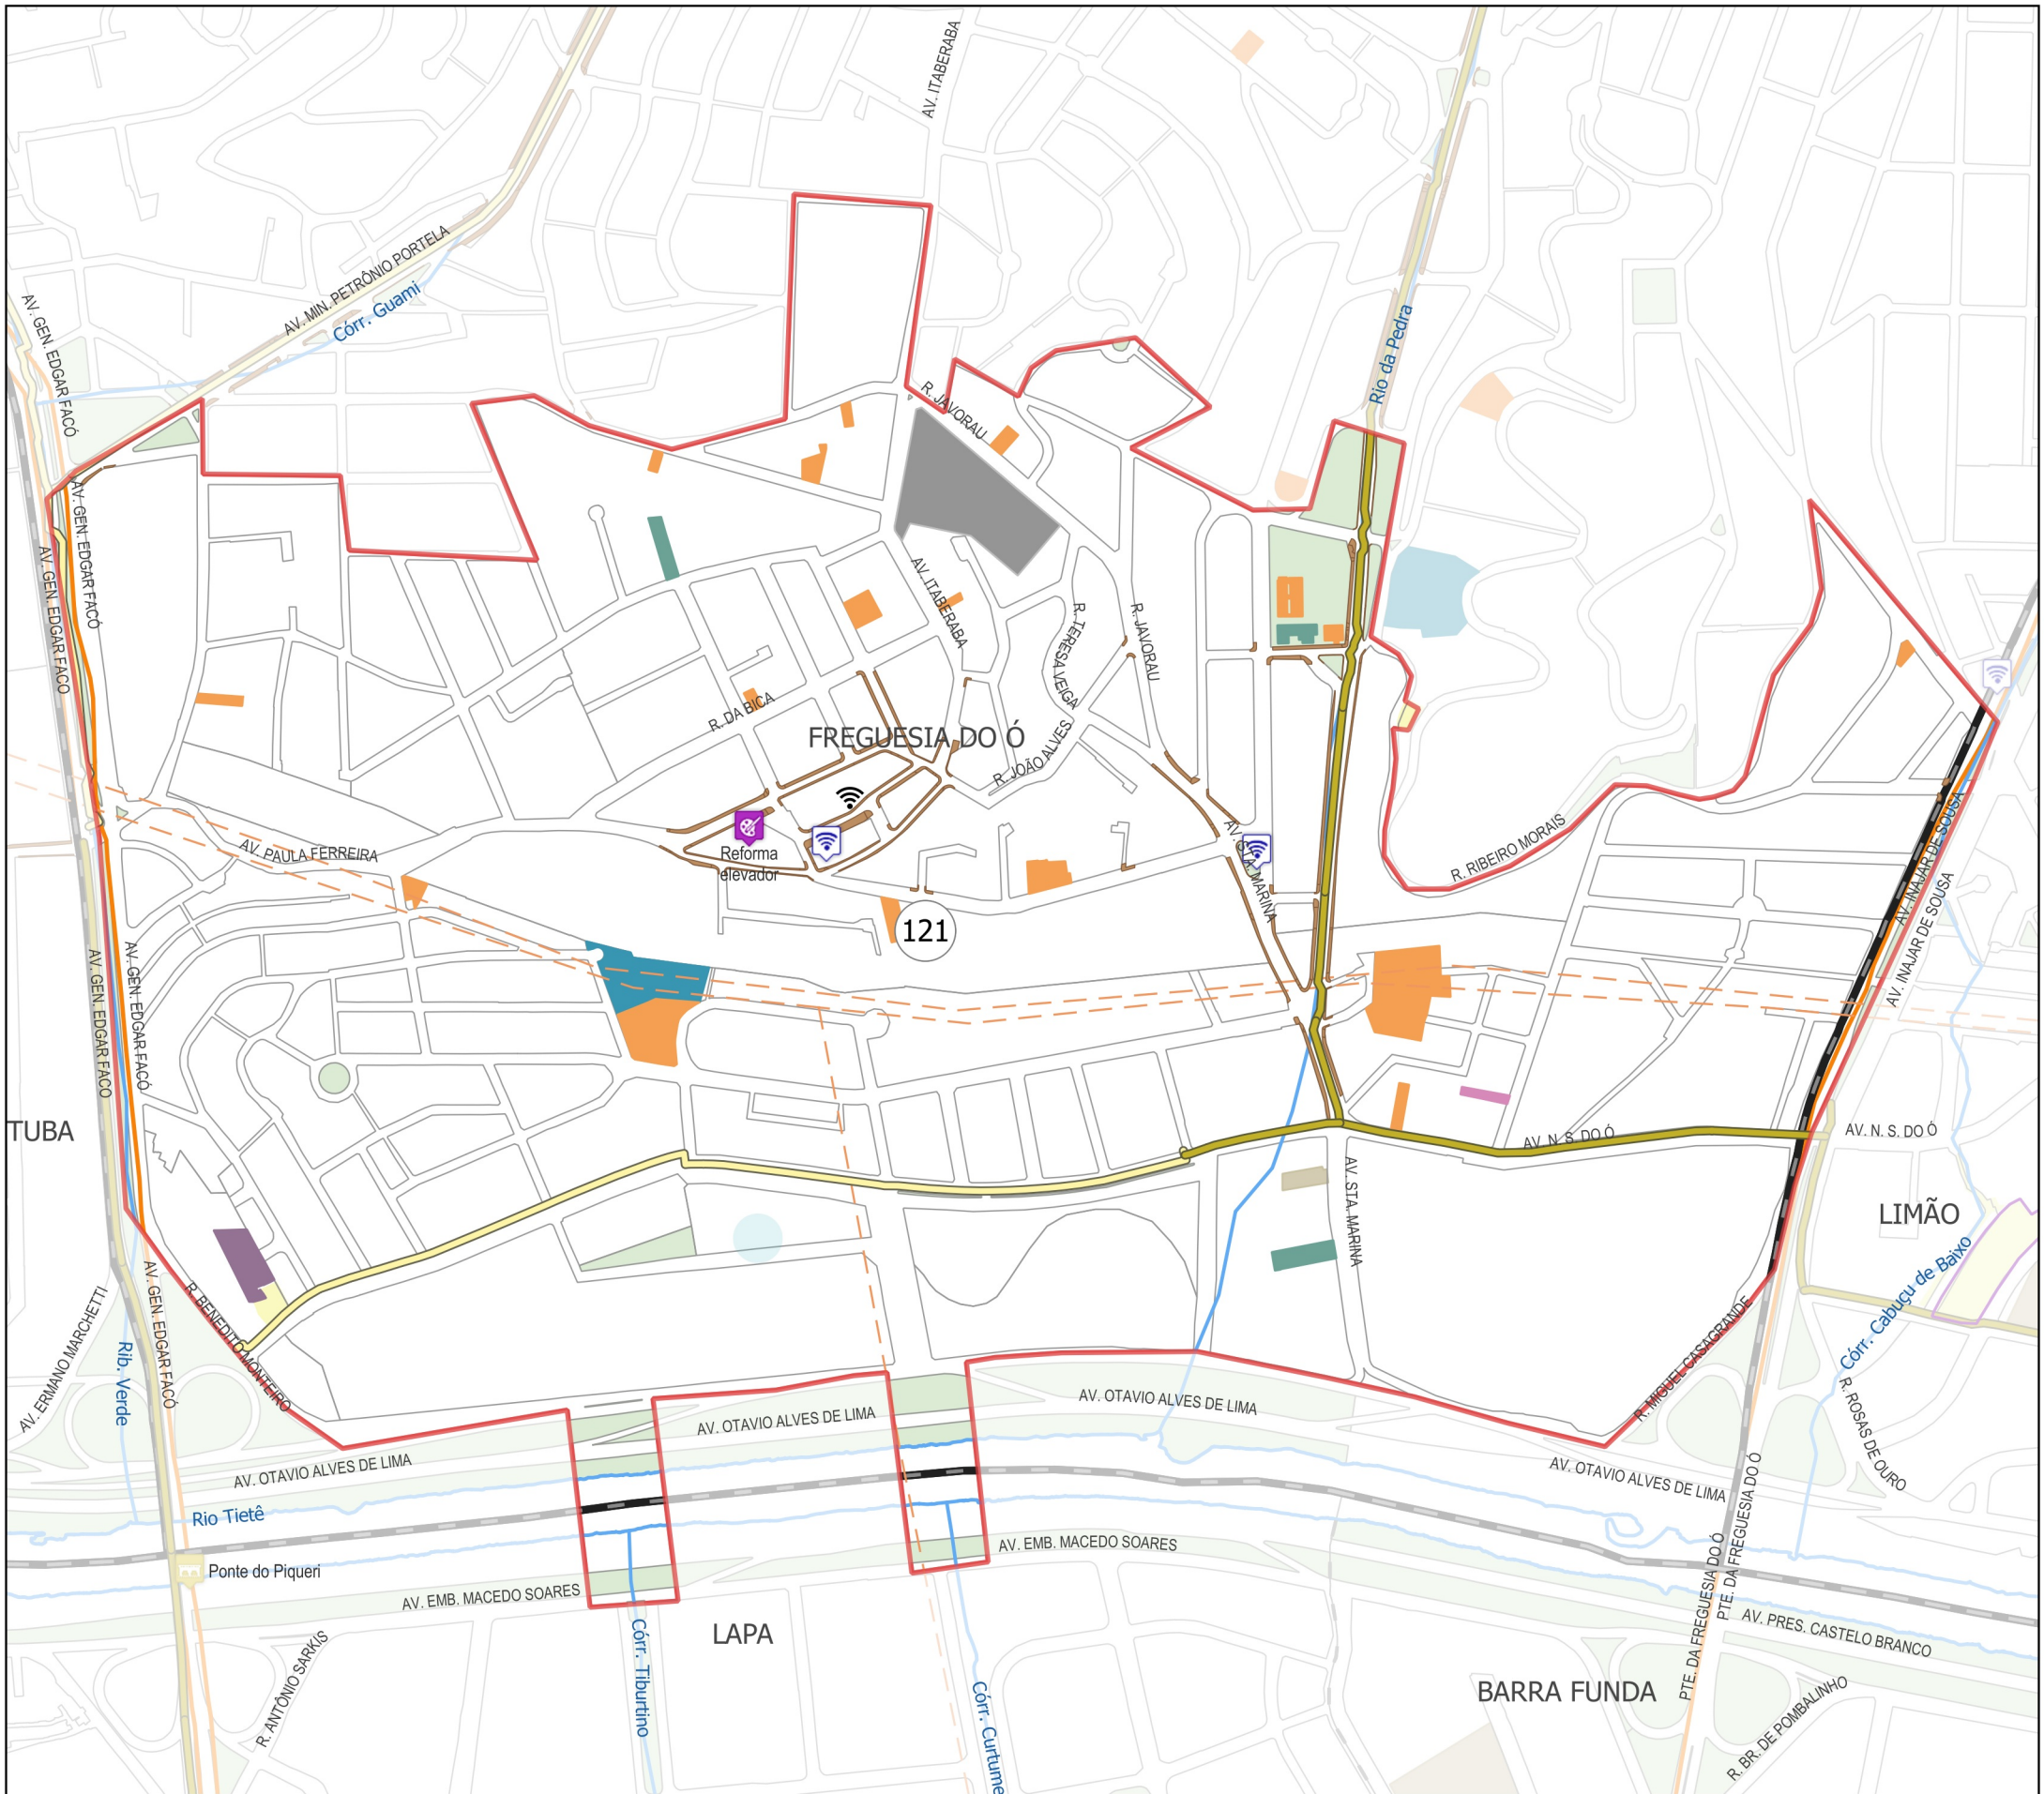 AV. ITABERABA
AV. MIN. PETRÔNIO PORTELA
Córr. Guami
AV. GEN. EDGAR FACÓ
Rio da Pedra
R. JAVORAU
AV. GEN. EDGAR FACÓ
AV. GEN. EDGAR FACÓ
AV. ITABERABA
R. TERESA VEIGA
R. JAVORAU
R. DA BICA
FREGUESIA DO Ó
R. JOÃO ALVES
AV. PAULA FERREIRA
Reforma
elevador
AV. STA. MARINA
R. RIBEIRO MORAIS
AV. INAJAR DE SOUSA
AV. INAJAR DE SOUSA
121
AV. GEN. EDGAR FACÓ
AV. GEN. EDGAR FACÓ
TUBA
AV. N. S. DO Ó
AV. N. S. DO Ó
AV. STA. MARINA
LIMÃO
Córr. Cabuçu de Baixo
AV. ERMANO MARCHETTI
Rib. Verde
AV. GEN. EDGAR FACÓ
R. BENEDITO MONTEIRO
R. MIGUEL CASAGRANDE
R. ROSAS DE OURO
AV. OTAVIO ALVES DE LIMA
AV. OTAVIO ALVES DE LIMA
AV. OTAVIO ALVES DE LIMA
AV. OTAVIO ALVES DE LIMA
Rio Tietê
Ponte do Piqueri
AV. EMB. MACEDO SOARES
AV. EMB. MACEDO SOARES
PTE. DA FREGUESIA DO Ó
PTE. DA FREGUESIA DO Ó
AV. PRES. CASTELO BRANCO
R. ANTÔNIO SARKIS
Córr. Tiburtino
LAPA
Córr. Curtume
BARRA FUNDA
R. BR. DE POMBALINHO